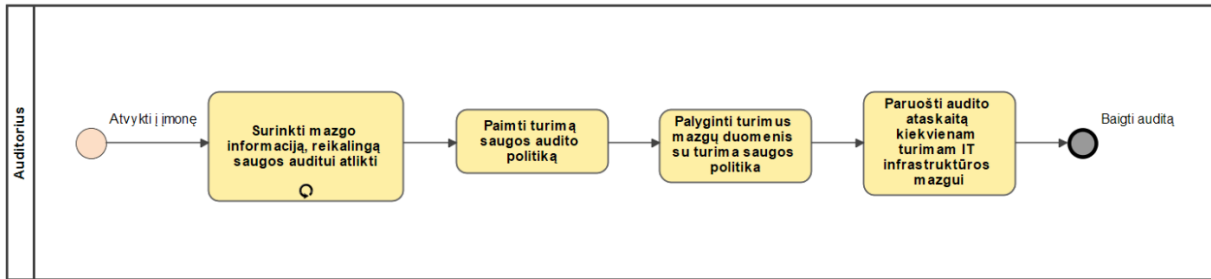 Auditorius
Atvykti į įmonę
Surinkti mazgo
informaciją, reikalingą
saugos auditui atlikti
Paimti turimą
saugos audito
politiką
Palyginti turimus
mazgų duomenis
su turima saugos
politika
Paruošti audito
ataskaitą
kiekvienam
turimam IT
infrastruktūros
mazgui
Baigti auditą